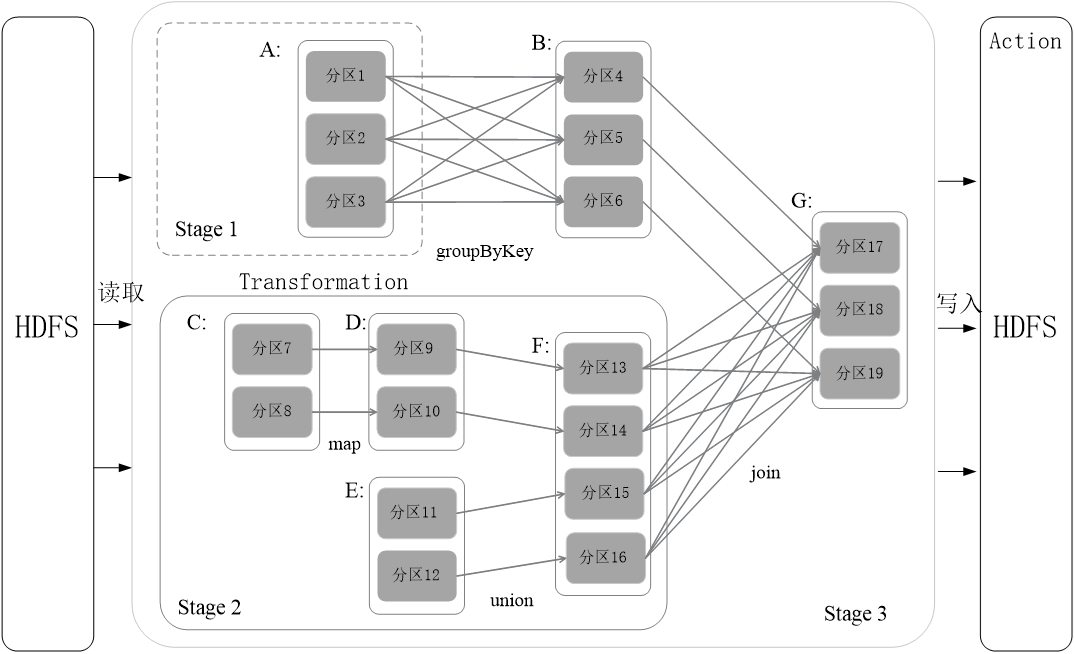 HDFS
读取
A:
分区1
分区2
分区3
Stage 1
groupByKey
B:
分区4
分区5
分区6
Transformation
C:
分区7
分区8
map
D:
分区9
分区10
E:
分区11
分区12
union
F:
分区13
分区14
分区15
分区16
Stage 2
join
G:
分区17
分区18
分区19
Stage 3
写入
Action
HDFS